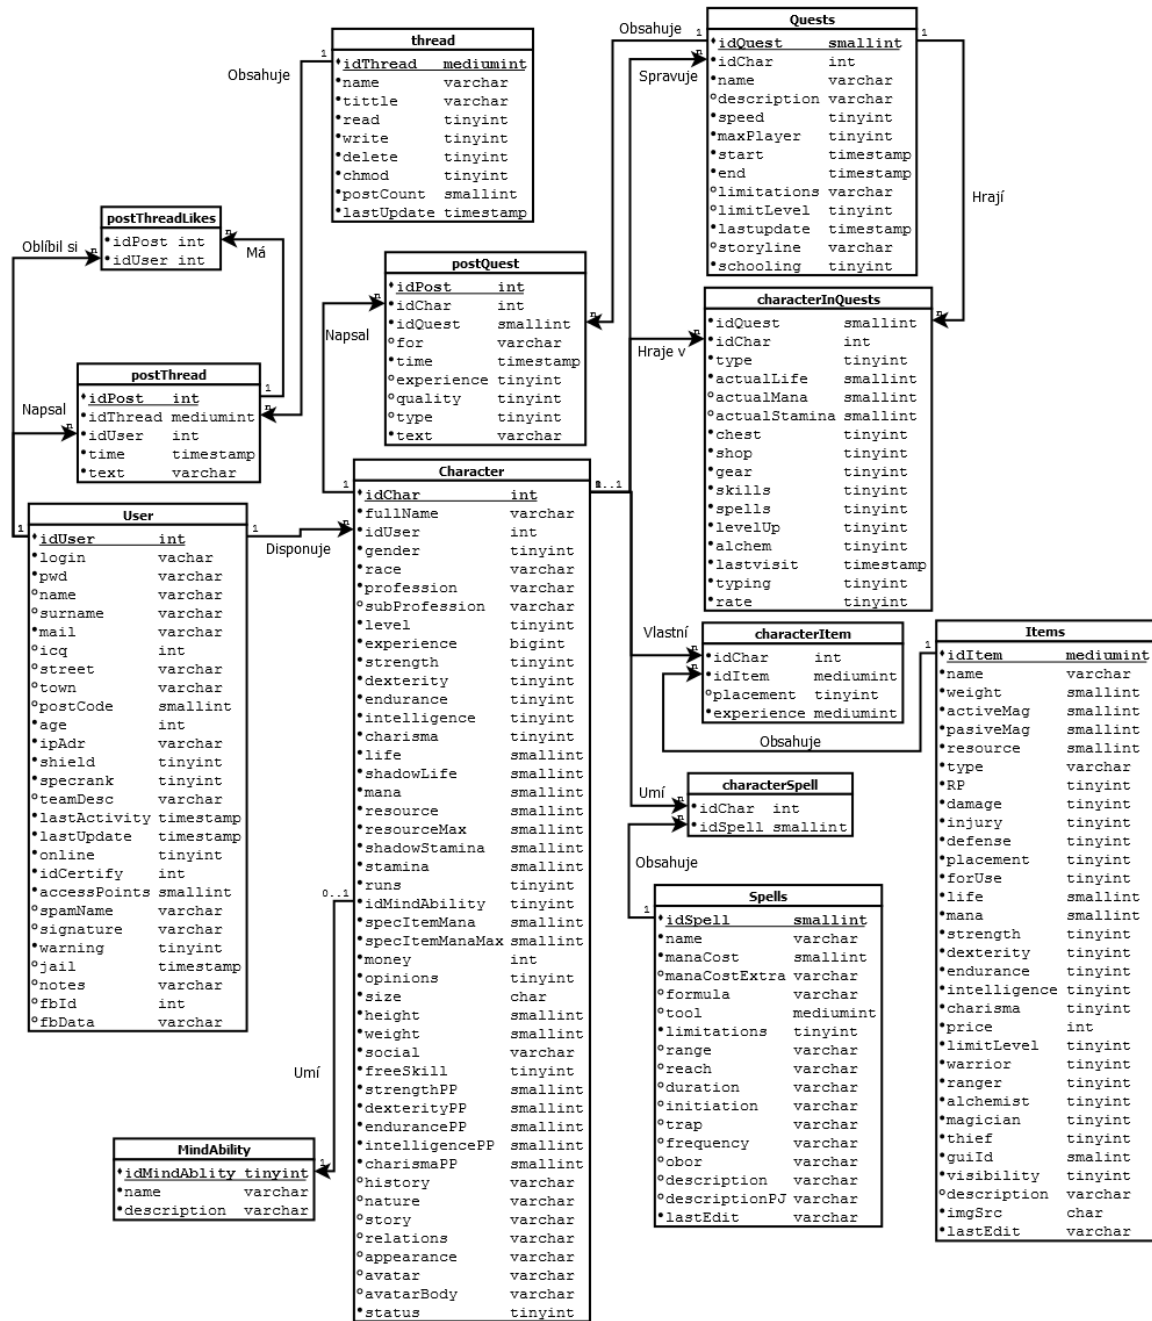 thread
idThread mediumint
name varchar
tittle varchar
read tinyint
write tinyint
delete tinyint
chmod tinyint
postCount smallint
lastUpdate timestamp
1
Obsahuje
n
Quests
idQuest smallint
idChar int
name varchar
description varchar
speed tinyint
maxPlayer tinyint
start timestamp
end timestamp
limitations varchar
limitLevel tinyint
lastupdate timestamp
storyline varchar
schooling tinyint
1
Obsahuje
n
Spravuje
n
1
Hrají
n
postThreadLikes
idPost int
idUser int
Oblíbil si
n
Má
n
postQuest
idPost int
idChar int
idQuest smallint
for varchar
time timestamp
experience tinyint
quality tinyint
type tinyint
text varchar
Napsal
n
1
characterInQuests
idQuest smallint
idChar int
type tinyint
actualLife smallint
actualMana smallint
actualStamina smallint
chest tinyint
shop tinyint
gear tinyint
skills tinyint
spells tinyint
levelUp tinyint
alchem tinyint
lastvisit timestamp
typing tinyint
rate tinyint
Hraje v
n
postThread
idPost int
idThread mediumint
idUser int
time timestamp
text varchar
1
Napsal
n
1
User
idUser int
login vachar
pwd varchar
name varchar
surname varchar
mail varchar
icq int
street varchar
town varchar
postCode smallint
age int
ipAdr varchar
shield tinyint
specrank tinyint
teamDesc varchar
lastActivity timestamp
lastUpdate timestamp
online tinyint
idCertify int
accessPoints smallint
spamName varchar
signature varchar
warning tinyint
jail timestamp
notes varchar
fbId int
fbData varchar
1
Disponuje
n
Character
idChar int
fullName varchar
idUser int
gender tinyint
race varchar
profession varchar
subProfession varchar
level tinyint
experience bigint
strength tinyint
dexterity tinyint
endurance tinyint
intelligence tinyint
charisma tinyint
life smallint
shadowLife smallint
mana smallint
resource smallint
resourceMax smallint
shadowStamina smallint
stamina smallint
runs tinyint
idMindAbility tinyint
specItemMana smallint
specItemManaMax smallint
money int
opinions tinyint
size char
height smallint
weight smallint
social varchar
freeSkill tinyint
strengthPP smallint
dexterityPP smallint
endurancePP smallint
intelligencePP smallint
charismaPP smallint
history varchar
nature varchar
story varchar
relations varchar
appearance varchar
avatar varchar
avatarBody varchar
status tinyint
0..1
Umí
1
MindAbility
idMindAblity tinyint
name varchar
description varchar
..1
Vlastní
n
characterItem
idChar int
idItem mediumint
placement tinyint
experience mediumint
n
Obsahuje
1
Items
idItem mediumint
name varchar
weight smallint
activeMag smallint
pasiveMag smallint
resource smallint
type varchar
RP tinyint
damage tinyint
injury tinyint
defense tinyint
placement tinyint
forUse tinyint
life smallint
mana smallint
strength tinyint
dexterity tinyint
endurance tinyint
intelligence tinyint
charisma tinyint
price int
limitLevel tinyint
warrior tinyint
ranger tinyint
alchemist tinyint
magician tinyint
thief tinyint
guiId smalint
visibility tinyint
description varchar
imgSrc char
lastEdit varchar
characterSpell
idChar int
idSpell smallint
Umí
n
n
Obsahuje
1
Spells
idSpell smallint
name varchar
manaCost smallint
manaCostExtra varchar
formula varchar
tool mediumint
limitations tinyint
range varchar
reach varchar
duration varchar
initiation varchar
trap varchar
frequency varchar
obor varchar
description varchar
descriptionPJ varchar
lastEdit varchar